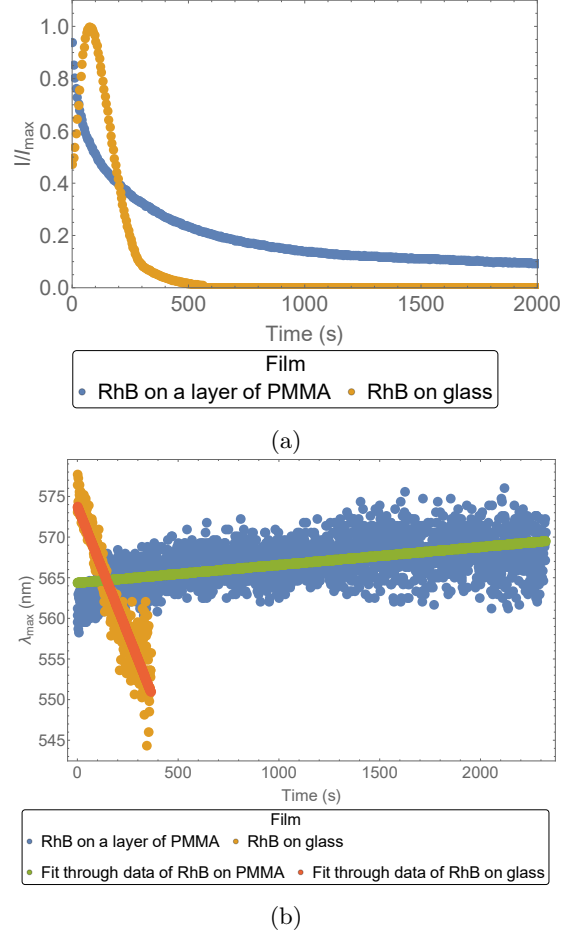 1.0
0.8
0.6
0.4
0.2
0.0
I/Imax
0 500 1000 1500 2000
Time (s)
Film
RhB on a layer of PMMA RhB on glass
(a)
575
570
565
560
555
550
545
λmax (nm)
0 500 1000 1500 2000
Time (s)
Film
RhB on a layer of PMMA RhB on glass
Fit through data of RhB on PMMA Fit through data of RhB on glass
(b)